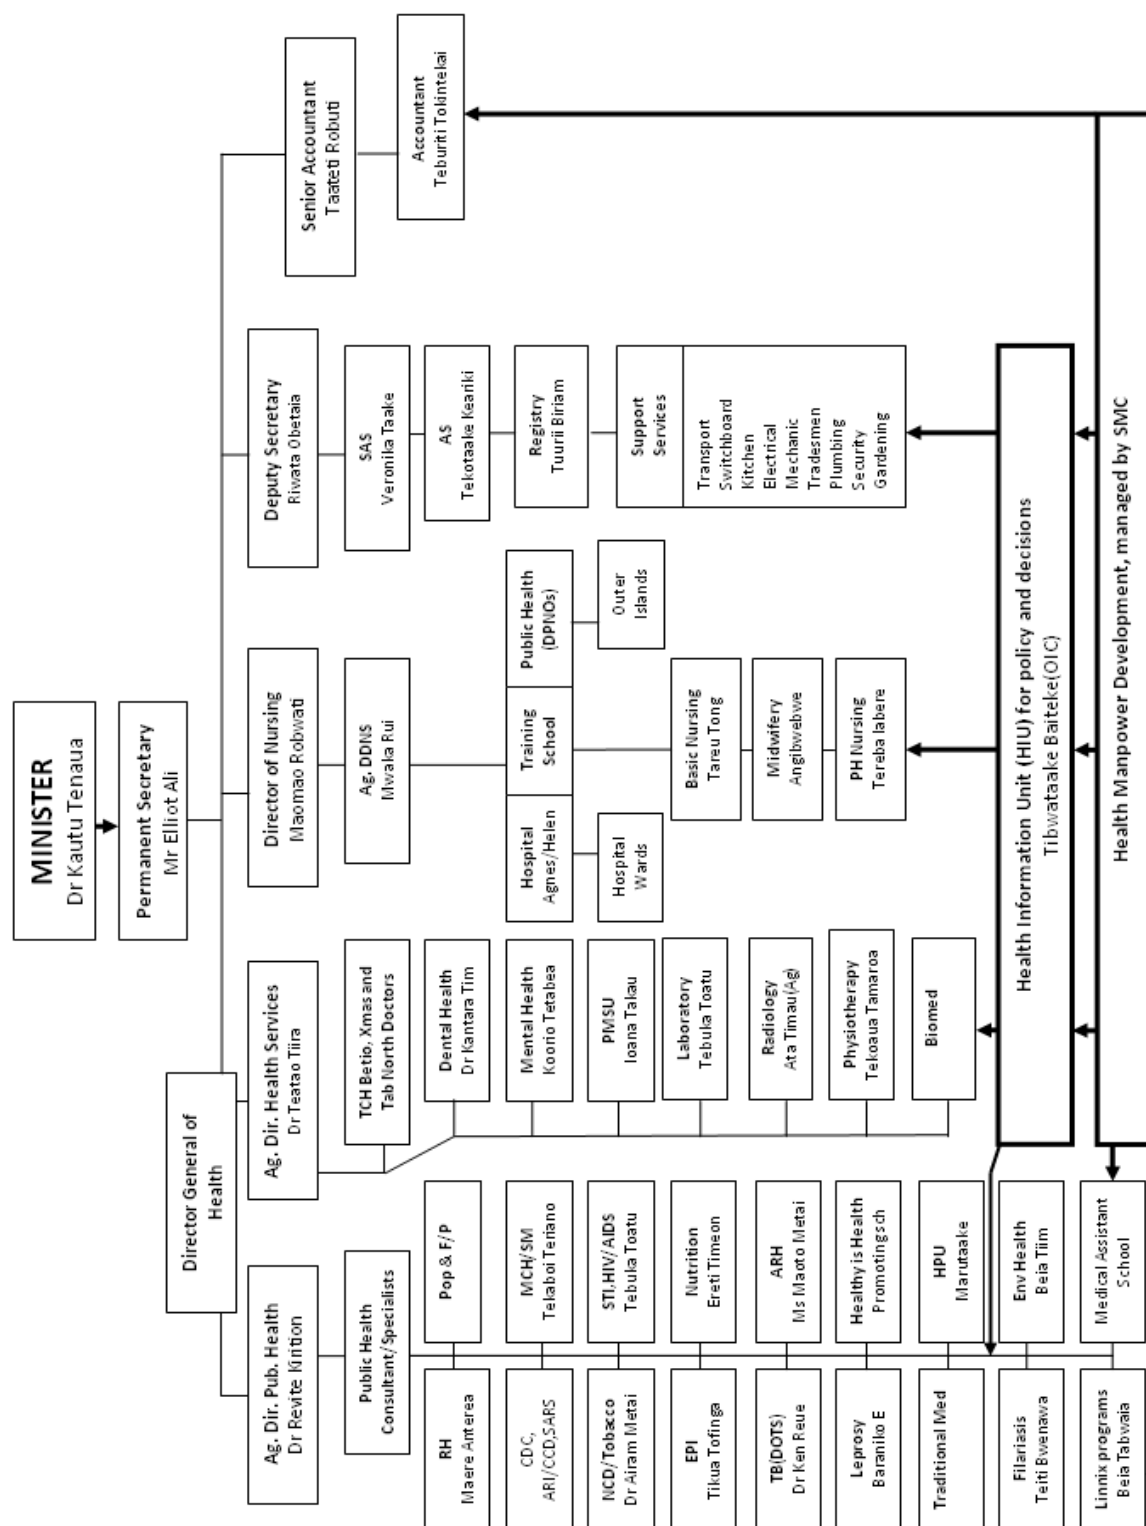 MINISTER
Dr Kautu Tenaua
Permanent Secretary
Mr Elliot Ali
Director General of
Health
Ag. Dir. Pub. Health
Dr Revite Kirition
Ag. Dir. Health Services
Dr Teatao Tiira
Director of Nursing
Maomao Robwati
Deputy Secretary
Riwata Obetaia
Senior Accountant
Taateti Robuti
Accountant
Teburiti Tokintekai
Public Health
Consultant/Specialists
RH
Maere Anterea
Pop & F/P
CDC,
ARI/CCD,SARS
MCH/SM
Tekaboi Teriano
NCD/Tobacco
Dr Airam Metai
STI,HIV/AIDS
Tebuka Toatu
EPI
Tikua Tofinga
Nutrition
Ereti Timeon
TB(DOTS)
Dr Ken Reue
ARH
Ms Maoto Metai
Leprosy
Baraniko E
Healthy is Health
Promotingsch
Traditional Med
HPU
Marutaake
Filariasis
Teiti Bwenawa
Env Health
Beia Tiim
Linnix programs
Beia Tabwaia
Medical Assistant
School
TCH Betio, Xmas and
Tab North Doctors
Dental Health
Dr Kantara Tim
Mental Health
Koorio Tetabea
PMSU
Ioana Takau
Laboratory
Tebuka Toatu
Radiology
Ata Timau(Ag)
Physiotherapy
Tekoaua Tamaroa
Biomed
Ag. DDNS
Mwaka Rui
Hospital
Agnes/Helen
Training
School
Public Health
(DPNOs)
Hospital
Wards
Outer
Islands
Basic Nursing
Tareu Tong
Midwifery
Angibwebwe
PH Nursing
Tereba Iabere
SAS
Veronika Taake
AS
Tekotaake Keariki
Registry
Tuurii Biriam
Support
Services
Transport
Switchboard
Kitchen
Electrical
Mechanic
Tradesmen
Plumbing
Security
Gardening
Health Information Unit (HIU) for policy and decisions
Tibwataake Baiteke(OIC)
Health Manpower Development, managed by SMC